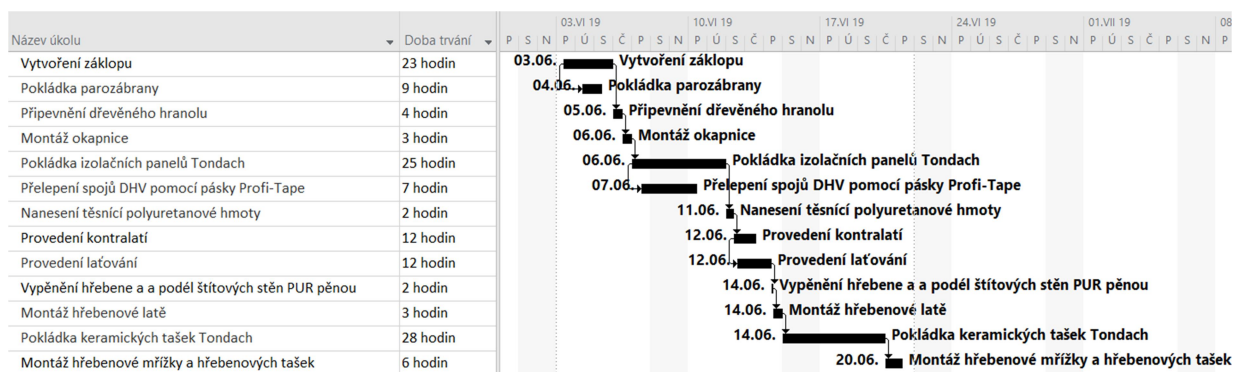 03.VI 19 10.VI 19 17.VI 19 24.VI 19 01.VII 19 08
Název úkolu Doba trvání P S N P Ú S Č P S N P Ú S Č P S N P Ú S Č P S N P Ú S Č P S N P Ú S Č P S N P
Vytvoření záklopu 23 hodin 03.06. Vytvoření záklopu
Pokládka parozábrany 9 hodin 04.06. Pokládka parozábrany
Připevnění dřevěného hranolu 4 hodin 05.06. Připevnění dřevěného hranolu
Montáž okapnice 3 hodin 06.06. Montáž okapnice
Pokládka izolačních panelů Tondach 25 hodin 06.06. Pokládka izolačních panelů Tondach
Přelepení spojů DHV pomocí pásky Profi-Tape 7 hodin 07.06. Přelepení spojů DHV pomocí pásky Profi-Tape
Nanesení těsnící polyuretanové hmoty 2 hodin 11.06. Nanesení těsnící polyuretanové hmoty
Provedení kontralatí 12 hodin 12.06. Provedení kontralatí
Provedení laťování 12 hodin 12.06. Provedení laťování
Vypěnění hřebene a a podél štítových stěn PUR pěnou 2 hodin 14.06. Vypěnění hřebene a a podél štítových stěn PUR pěnou
Montáž hřebenové latě 3 hodin 14.06. Montáž hřebenové latě
Pokládka keramických tašek Tondach 28 hodin 14.06. Pokládka keramických tašek Tondach
Montáž hřebenové mřížky a hřebenových tašek 6 hodin 20.06. Montáž hřebenové mřížky a hřebenových tašek